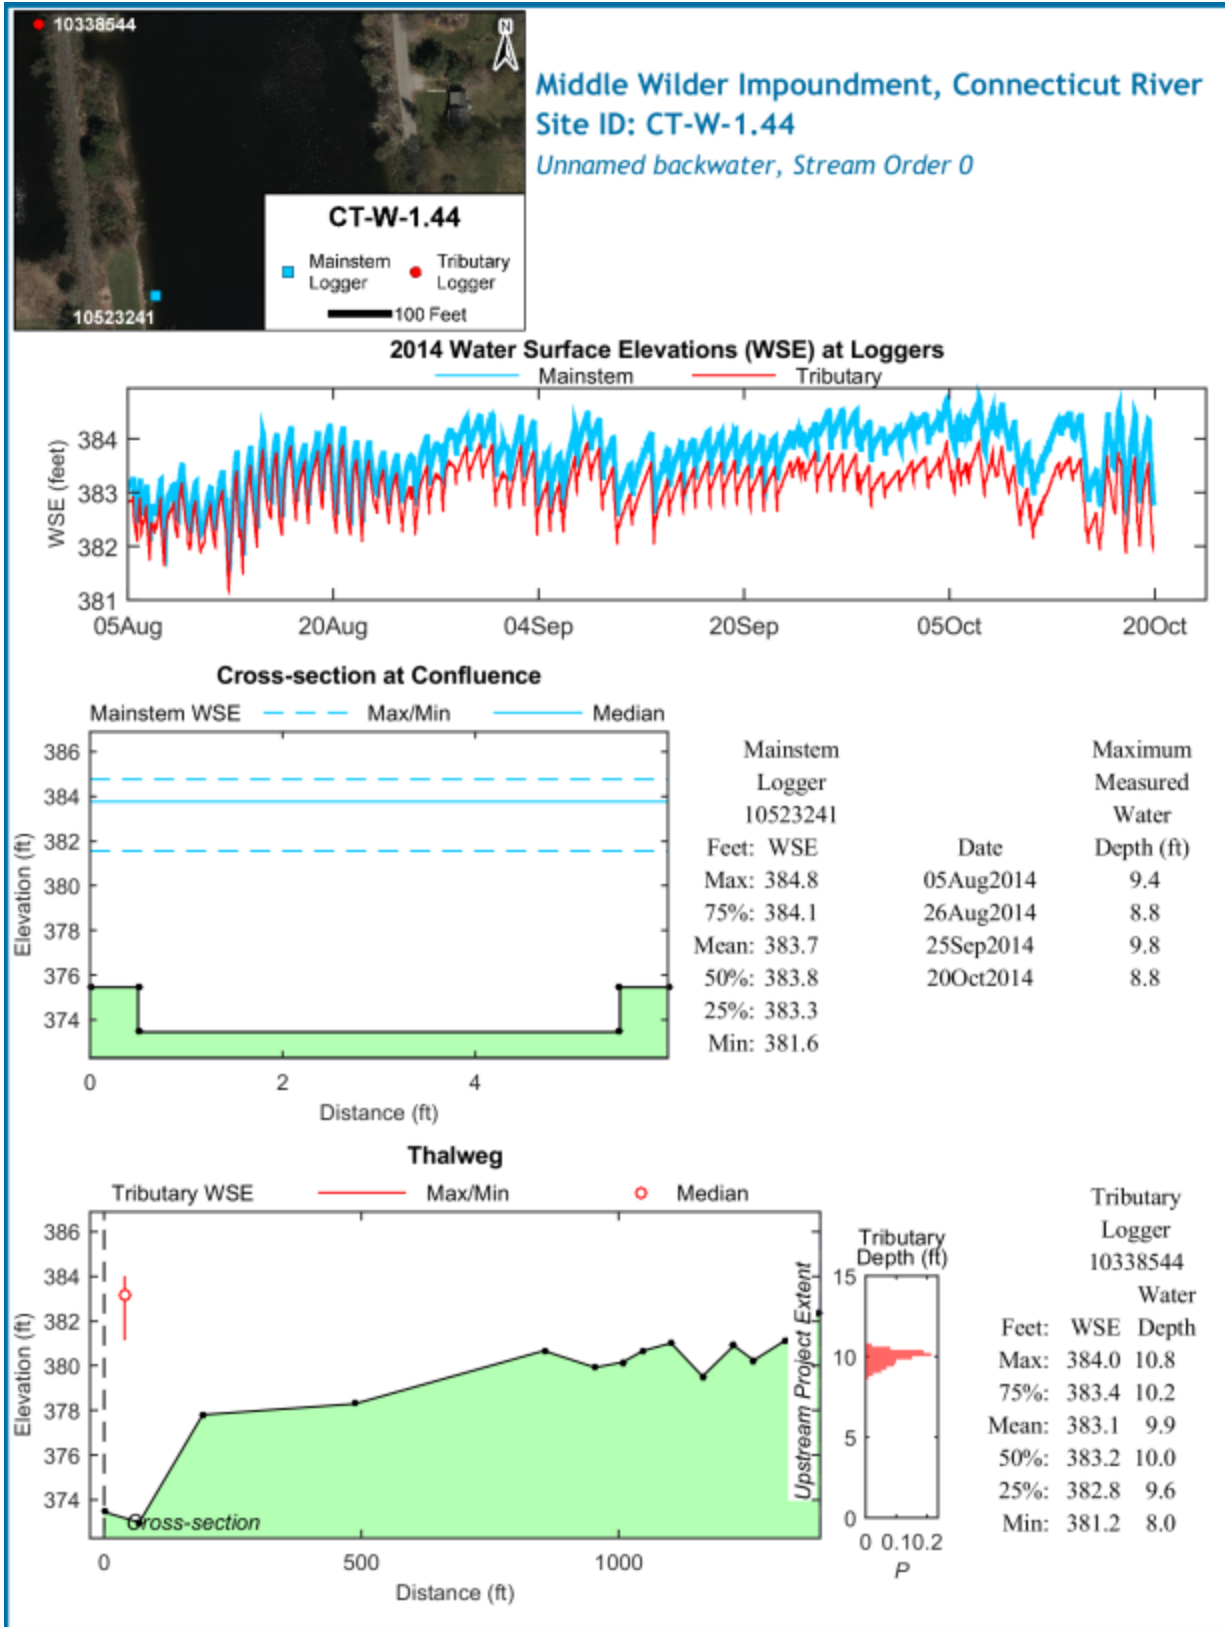 10338544
N
CT-W-1.44
Mainstem Logger
Tributary Logger
100 Feet
10523241
Middle Wilder Impoundment, Connecticut River
Site ID: CT-W-1.44
Unnamed backwater, Stream Order 0
2014 Water Surface Elevations (WSE) at Loggers
Mainstem Tributary
WSE (feet)
384
383
382
381
05Aug 20Aug 04Sep 20Sep 05Oct 20Oct
Cross-section at Confluence
Mainstem WSE Max/Min Median
Elevation (ft)
386
384
382
380
378
376
374
0 2 4
Distance (ft)
Mainstem
Logger
10523241
Feet: WSE
Max: 384.8
75%: 384.1
Mean: 383.7
50%: 383.8
25%: 383.3
Min: 381.6
Maximum
Measured
Water
Date Depth (ft)
05Aug2014 9.4
26Aug2014 8.8
25Sep2014 9.8
20Oct2014 8.8
Thalweg
Tributary WSE Max/Min Median
Elevation (ft)
386
384
382
380
378
376
374
Cross-section
Upstream Project Extent
0 500 1000
Distance (ft)
Tributary
Depth (ft)
15
10
5
0
0 0.10.2
P
Tributary
Logger
10338544
Water
Feet: WSE Depth
Max: 384.0 10.8
75%: 383.4 10.2
Mean: 383.1 9.9
50%: 383.2 10.0
25%: 382.8 9.6
Min: 381.2 8.0